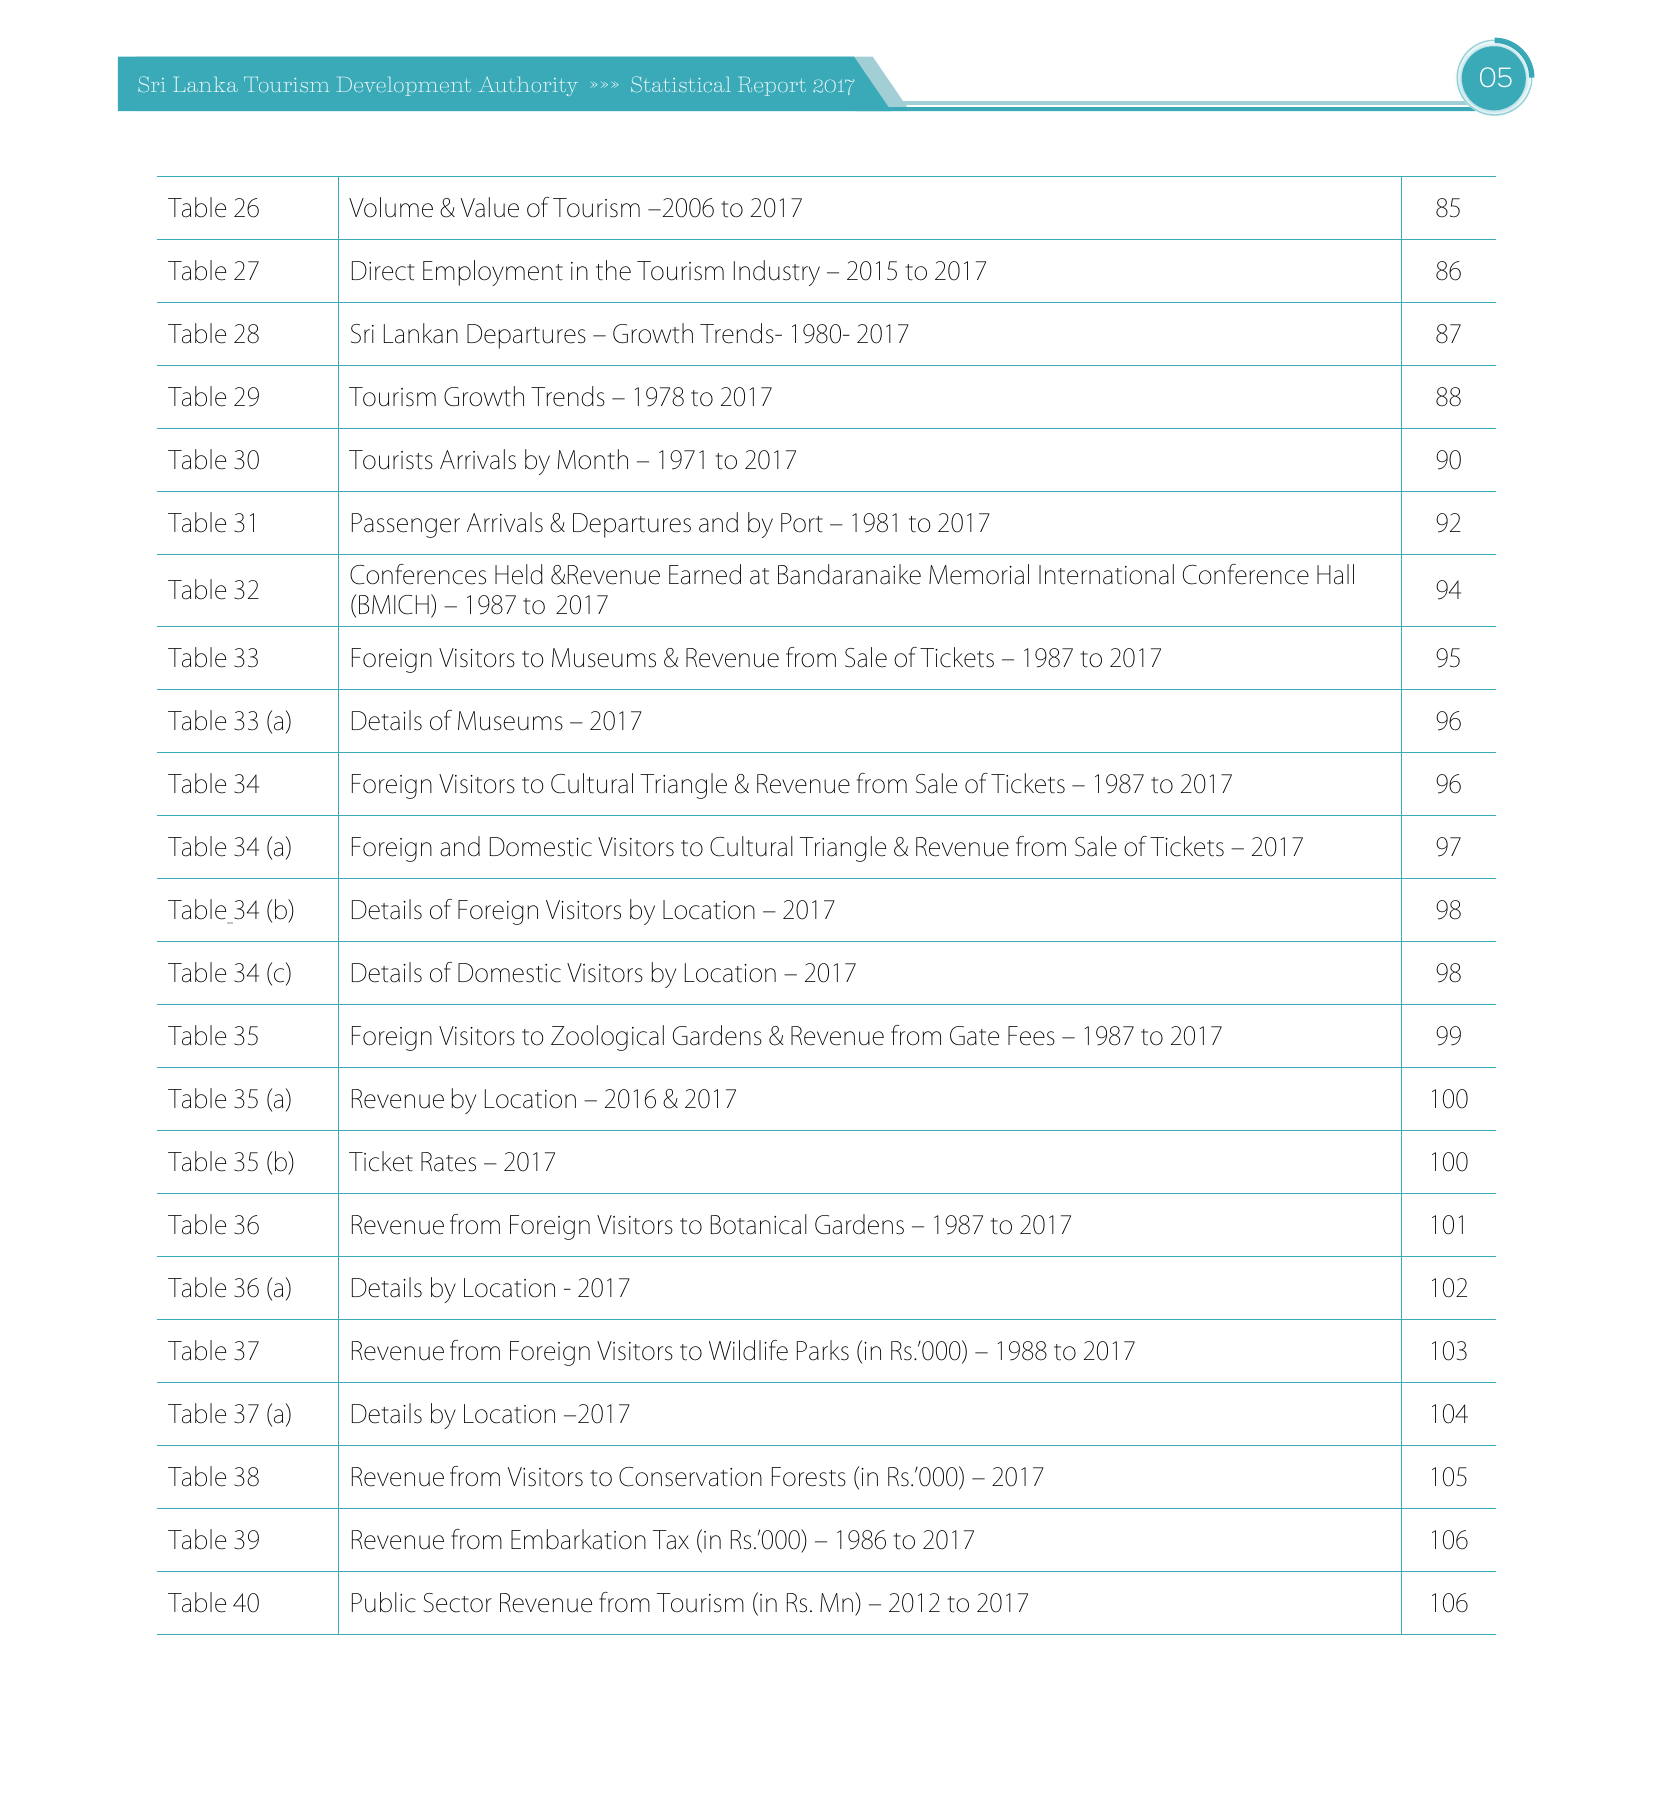 Sri Lanka Tourism Development Authority »»» Statistical Report 2017
05
Table 26 Volume & Value of Tourism –2006 to 2017 85
Table 27 Direct Employment in the Tourism Industry – 2015 to 2017 86
Table 28 Sri Lankan Departures – Growth Trends- 1980- 2017 87
Table 29 Tourism Growth Trends – 1978 to 2017 88
Table 30 Tourists Arrivals by Month – 1971 to 2017 90
Table 31 Passenger Arrivals & Departures and by Port – 1981 to 2017 92
Table 32 Conferences Held &Revenue Earned at Bandaranaike Memorial International Conference Hall
(BMICH) – 1987 to 2017 94
Table 33 Foreign Visitors to Museums & Revenue from Sale of Tickets – 1987 to 2017 95
Table 33 (a) Details of Museums – 2017 96
Table 34 Foreign Visitors to Cultural Triangle & Revenue from Sale of Tickets – 1987 to 2017 96
Table 34 (a) Foreign and Domestic Visitors to Cultural Triangle & Revenue from Sale of Tickets – 2017 97
Table_34 (b) Details of Foreign Visitors by Location – 2017 98
Table 34 (c) Details of Domestic Visitors by Location – 2017 98
Table 35 Foreign Visitors to Zoological Gardens & Revenue from Gate Fees – 1987 to 2017 99
Table 35 (a) Revenue by Location – 2016 & 2017 100
Table 35 (b) Ticket Rates – 2017 100
Table 36 Revenue from Foreign Visitors to Botanical Gardens – 1987 to 2017 101
Table 36 (a) Details by Location - 2017 102
Table 37 Revenue from Foreign Visitors to Wildlife Parks (in Rs.’000) – 1988 to 2017 103
Table 37 (a) Details by Location –2017 104
Table 38 Revenue from Visitors to Conservation Forests (in Rs.’000) – 2017 105
Table 39 Revenue from Embarkation Tax (in Rs.’000) – 1986 to 2017 106
Table 40 Public Sector Revenue from Tourism (in Rs. Mn) – 2012 to 2017 106